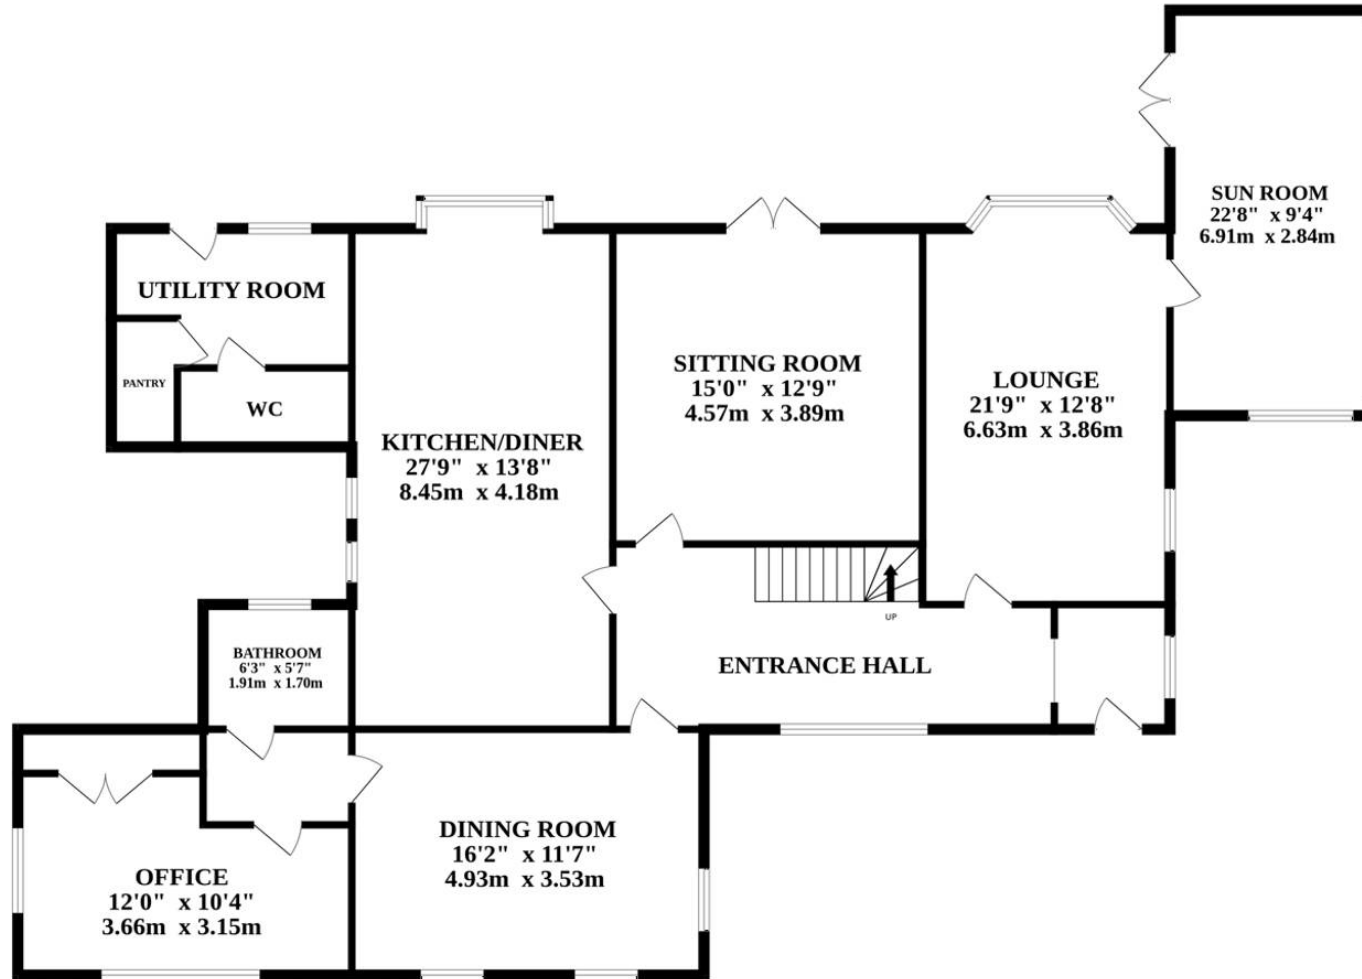 SUN ROOM
22'8" x 9'4"
6.91m x 2.84m
UTILITY ROOM
PANTRY
WC
KITCHEN/DINER
27'9" x 13'8"
8.45m x 4.18m
SITTING ROOM
15'0" x 12'9"
4.57m x 3.89m
LOUNGE
21'9" x 12'8"
6.63m x 3.86m
UP
ENTRANCE HALL
BATHROOM
6'3" x 5'7"
1.91m x 1.70m
DINING ROOM
16'2" x 11'7"
4.93m x 3.53m
OFFICE
12'0" x 10'4"
3.66m x 3.15m